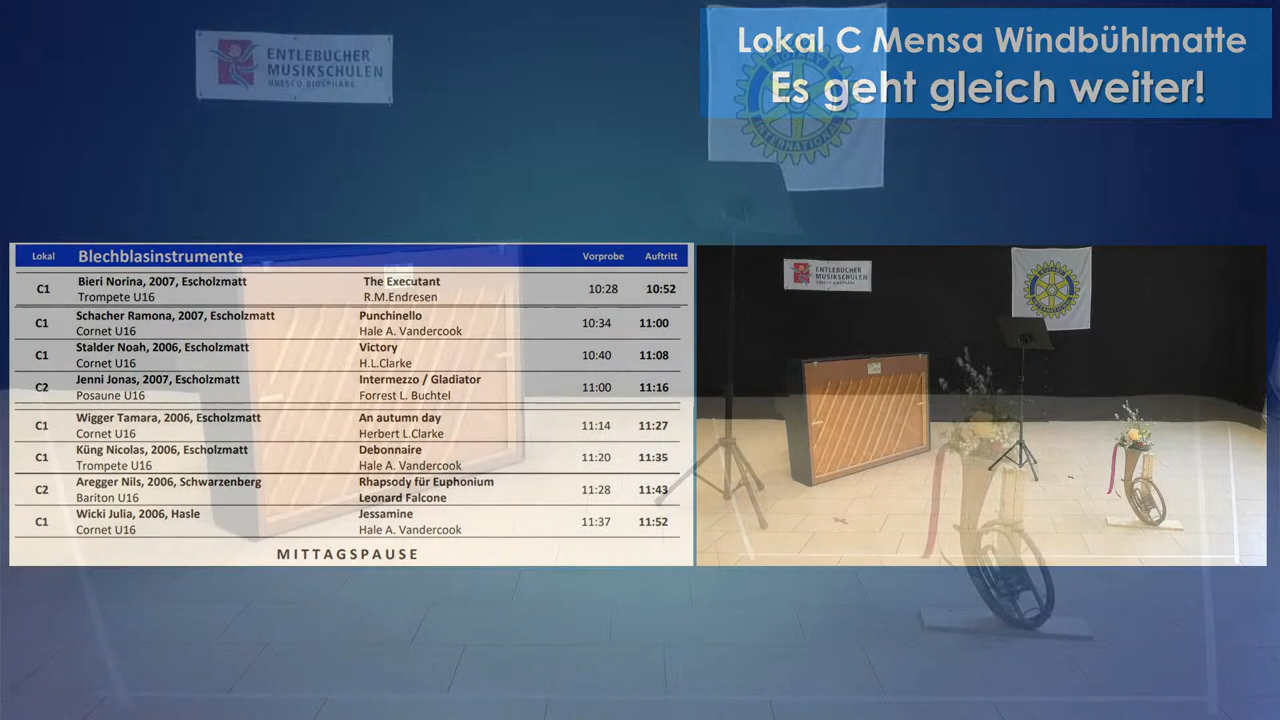 ENTLEBUCHER
MUSIKSCHULEN
UNESCO BIOSPHÄRE
Lokal C Mensa Windbühlmatte
Es geht gleich weiter!
ROTARY
INTERNATIONAL
Lokal Blechblasinstrumente Vorprobe Auftritt
C1 Bieri Norina, 2007, Escholzmatt The Executant 10:28 10:52
Trompete U16 R.M.Endresen
C1 Schacher Ramona, 2007, Escholzmatt Punchinello 10:34 11:00
Cornet U16 Hale A. Vandercook
C1 Stalder Noah, 2006, Escholzmatt Victory 10:40 11:08
Cornet U16 H.L.Clarke
C2 Jenni Jonas, 2007, Escholzmatt Intermezzo / Gladiator 11:00 11:16
Posaune U16 Forrest L. Buchtel
C1 Wigger Tamara, 2006, Escholzmatt An autumn day 11:14 11:27
Cornet U16 Herbert L.Clarke
C1 Küng Nicolas, 2006, Escholzmatt Debonnaire 11:20 11:35
Trompete U16 Hale A. Vandercook
C2 Aregger Nils, 2006, Schwarzenberg Rhapsody für Euphonium 11:28 11:43
Bariton U16 Leonard Falcone
C1 Wicki Julia, 2006, Hasle Jessamine 11:37 11:52
Cornet U16 Hale A. Vandercook
MITTAGSPAUSE
ENTLEBUCHER
MUSIKSCHULEN